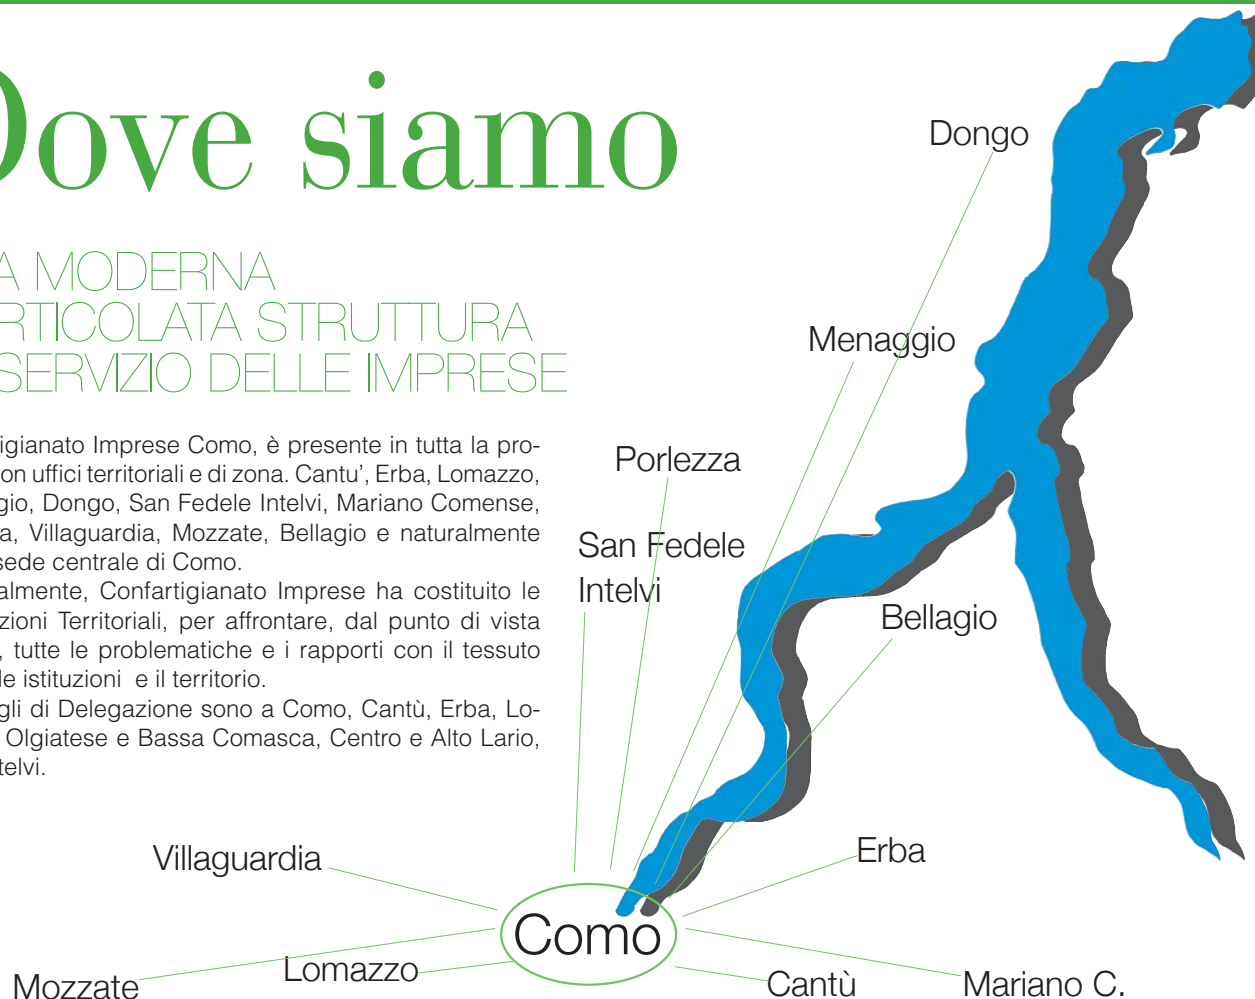 Dove siamo
A MODERNA
RTICOLATA STRUTTURA
SERVIZIO DELLE IMPRESE
tigianato Imprese Como, è presente in tutta la pro-
on uffici territoriali e di zona. Cantu', Erba, Lomazzo,
gio, Dongo, San Fedele Intelvi, Mariano Comense,
a, Villaguardia, Mozzate, Bellagio e naturalmente
sede centrale di Como.
almente, Confartigianato Imprese ha costituito le
zioni Territoriali, per affrontare, dal punto di vista
, tutte le problematiche e i rapporti con il tessuto
le istituzioni e il territorio.
gli di Delegazione sono a Como, Cantù, Erba, Lo-
Olgiatese e Bassa Comasca, Centro e Alto Lario,
telvi.
Dongo
Menaggio
Porlezza
San Fedele
Intelvi
Bellagio
Villaguardia
Erba
Como
Lomazzo
Mozzate
Cantù
Mariano C.